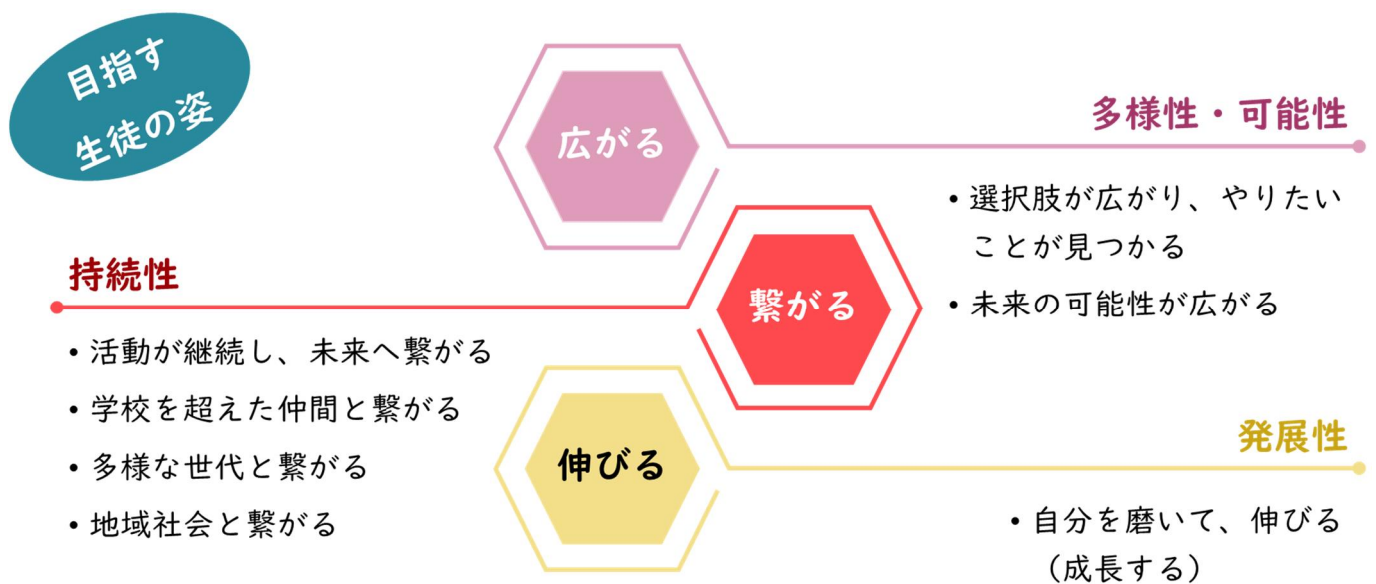 目指す
生徒の姿
広がる
多様性・可能性
・選択肢が広がり、やりたい
ことが見つかる
・未来の可能性が広がる
繋がる
持続性
・活動が継続し、未来へ繋がる
・学校を超えた仲間と繋がる
・多様な世代と繋がる
・地域社会と繋がる
伸びる
発展性
・自分を磨いて、伸びる
（成長する）